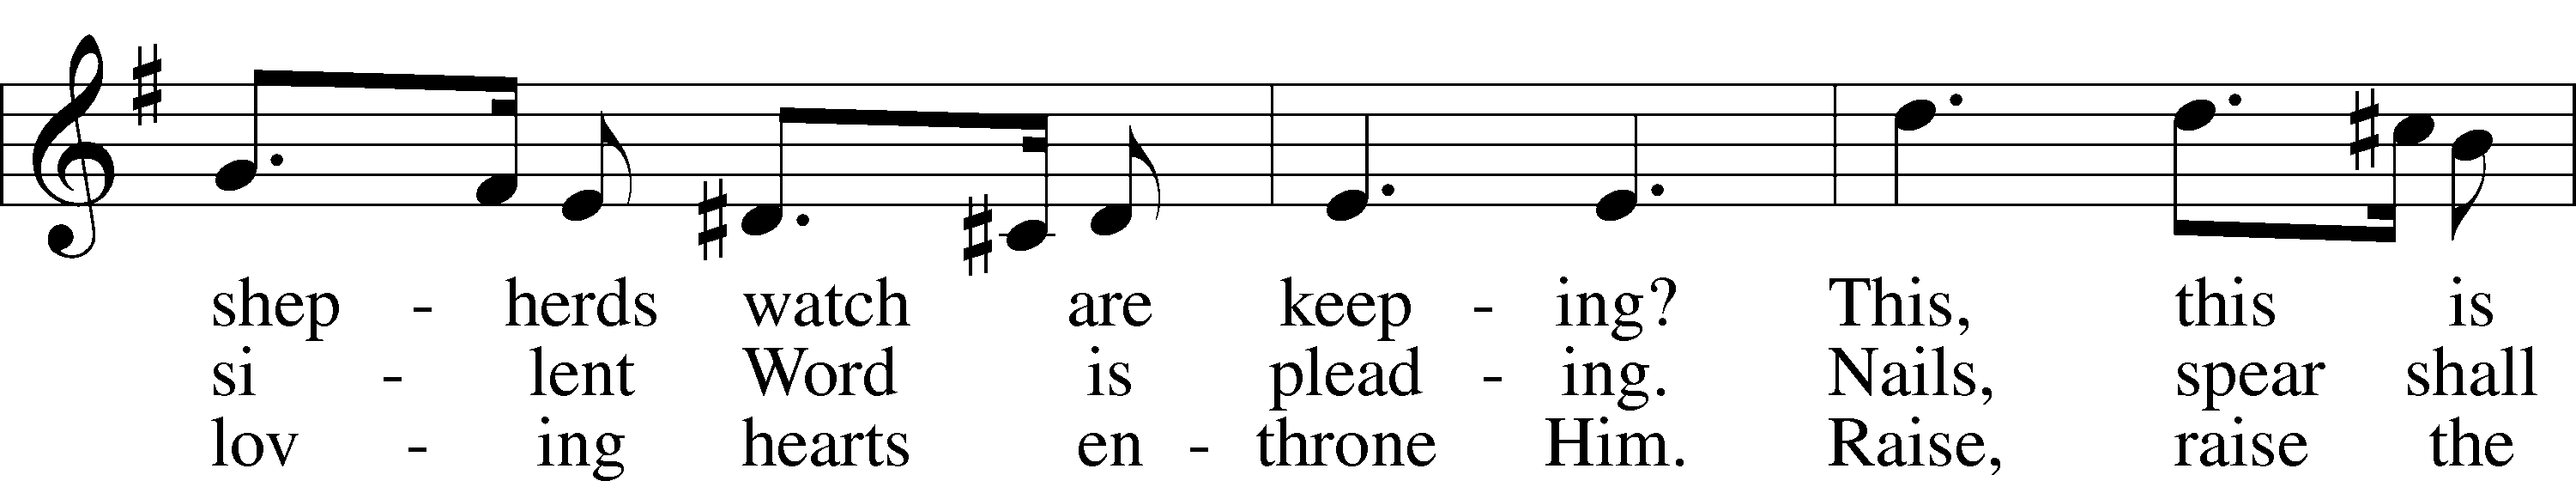 shep - herds watch are keep - ing? This, this is
si - lent Word is plead - ing. Nails, spear shall
lov - ing hearts en - throne Him. Raise, raise the